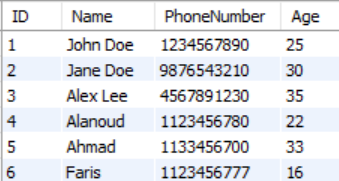 ID Name PhoneNumber Age
1 John Doe 1234567890 25
2 Jane Doe 9876543210 30
3 Alex Lee 4567891230 35
4 Alanoud 1123456780 22
5 Ahmad 1133456700 33
6 Faris 1123456777 16